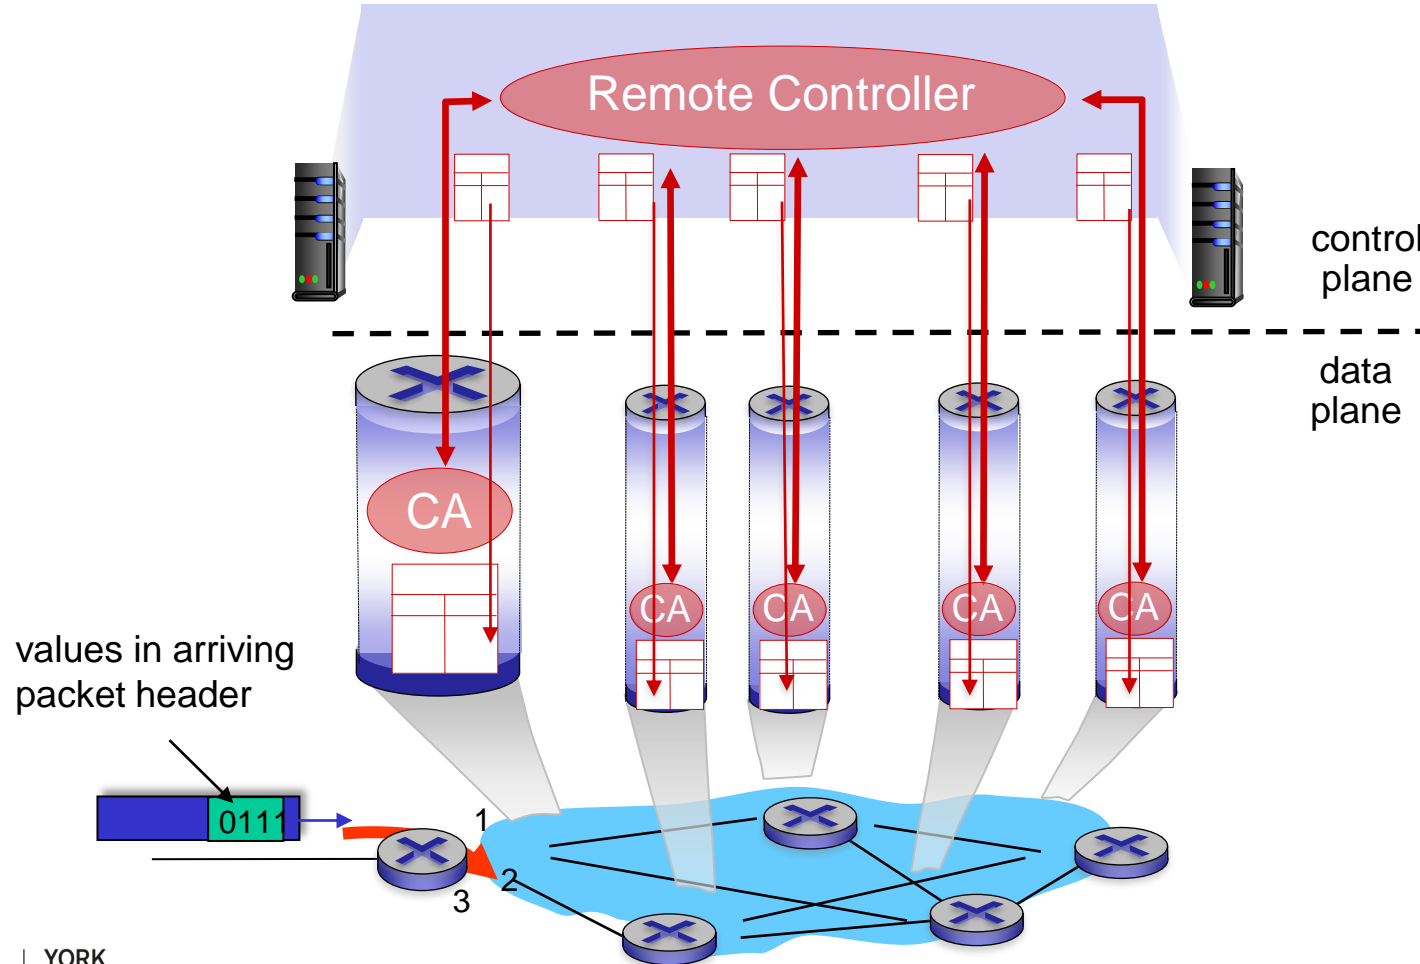 Remote Controller
control
plane
data
plane
CA
CA
CA
CA
CA
values in arriving
packet header
0111
1
2
3
| YORK